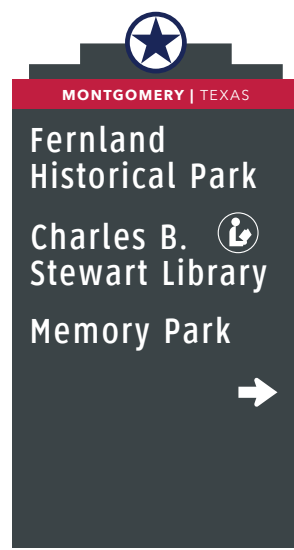 MONTGOMERY | TEXAS
Fernland
Historical Park
Charles B.
Stewart Library
Memory Park